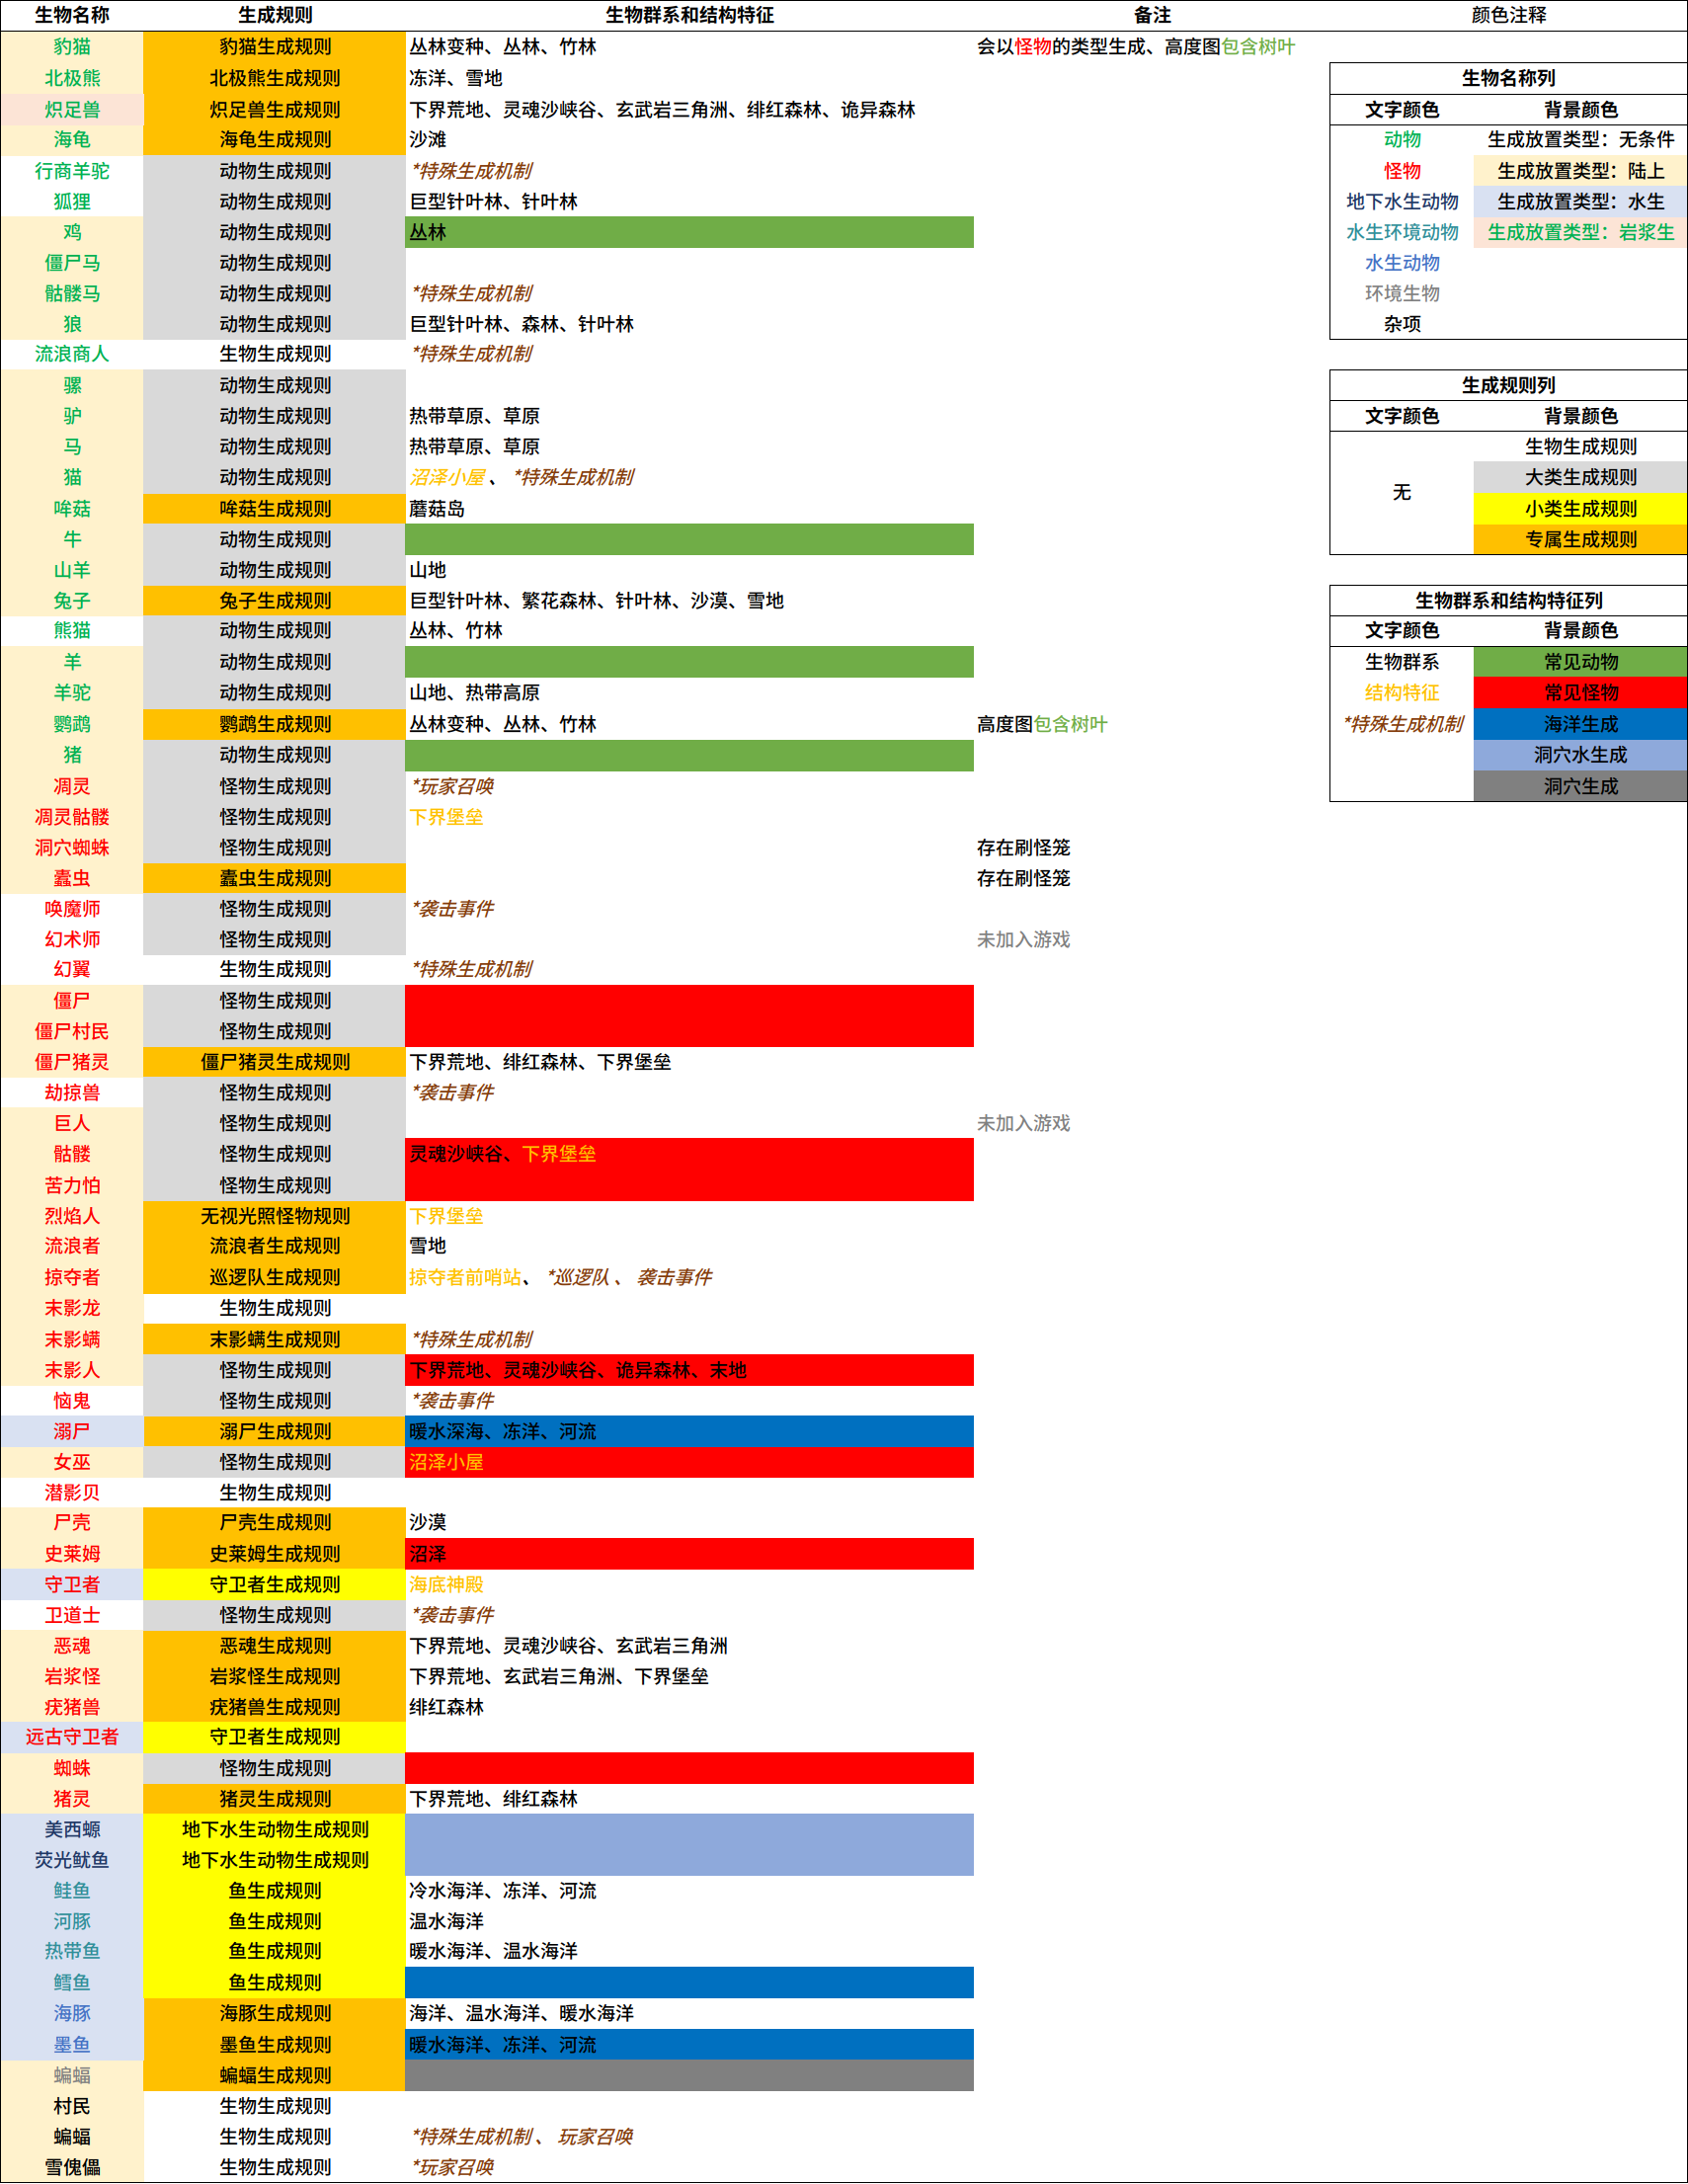 生物名称 生成规则 生物群系和结构特征 备注 颜色注释
豹猫 豹猫生成规则 丛林变种、丛林、竹林 会以怪物的类型生成、高度图包含树叶
北极熊 北极熊生成规则 冻洋、雪地 生物名称列
炽足兽 炽足兽生成规则 下界荒地、灵魂沙峡谷、玄武岩三角洲、绯红森林、诡异森林 文字颜色 背景颜色
海龟 海龟生成规则 沙滩 动物 生成放置类型：无条件
行商羊驼 动物生成规则 *特殊生成机制 怪物 生成放置类型：陆上
狐狸 动物生成规则 巨型针叶林、针叶林 地下水生动物 生成放置类型：水生
鸡 动物生成规则 丛林 水生环境动物 生成放置类型：岩浆生
僵尸马 动物生成规则 水生动物
骷髅马 动物生成规则 *特殊生成机制 环境生物
狼 动物生成规则 巨型针叶林、森林、针叶林 杂项
流浪商人 生物生成规则 *特殊生成机制
骡 动物生成规则 生成规则列
驴 动物生成规则 热带草原、草原 文字颜色 背景颜色
马 动物生成规则 热带草原、草原 生物生成规则
猫 动物生成规则 沼泽小屋、 *特殊生成机制 大类生成规则
哞菇 哞菇生成规则 蘑菇岛 无 小类生成规则
牛 动物生成规则 专属生成规则
山羊 动物生成规则 山地
兔子 兔子生成规则 巨型针叶林、繁花森林、针叶林、沙漠、雪地 生物群系和结构特征列
熊猫 动物生成规则 丛林、竹林 文字颜色 背景颜色
羊 动物生成规则 生物群系 常见动物
羊驼 动物生成规则 山地、热带高原 结构特征 常见怪物
鹦鹉 鹦鹉生成规则 丛林变种、丛林、竹林 高度图包含树叶 *特殊生成机制 海洋生成
猪 动物生成规则 洞穴水生成
凋灵 怪物生成规则 *玩家召唤 洞穴生成
凋灵骷髅 怪物生成规则 下界堡垒
洞穴蜘蛛 怪物生成规则 存在刷怪笼
蠹虫 蠹虫生成规则 存在刷怪笼
唤魔师 怪物生成规则 *袭击事件
幻术师 怪物生成规则 未加入游戏
幻翼 生物生成规则 *特殊生成机制
僵尸 怪物生成规则
僵尸村民 怪物生成规则
僵尸猪灵 僵尸猪灵生成规则 下界荒地、绯红森林、下界堡垒
劫掠兽 怪物生成规则 *袭击事件
巨人 怪物生成规则 未加入游戏
骷髅 怪物生成规则 灵魂沙峡谷、下界堡垒
苦力怕 怪物生成规则
烈焰人 无视光照怪物规则 下界堡垒
流浪者 流浪者生成规则 雪地
掠夺者 巡逻队生成规则 掠夺者前哨站、 *巡逻队 、 袭击事件
末影龙 生物生成规则
末影螨 末影螨生成规则 *特殊生成机制
末影人 怪物生成规则 下界荒地、灵魂沙峡谷、诡异森林、末地
恼鬼 怪物生成规则 *袭击事件
溺尸 溺尸生成规则 暖水深海、冻洋、河流
女巫 怪物生成规则 沼泽小屋
潜影贝 生物生成规则
尸壳 尸壳生成规则 沙漠
史莱姆 史莱姆生成规则 沼泽
守卫者 守卫者生成规则 海底神殿
卫道士 怪物生成规则 *袭击事件
恶魂 恶魂生成规则 下界荒地、灵魂沙峡谷、玄武岩三角洲
岩浆怪 岩浆怪生成规则 下界荒地、玄武岩三角洲、下界堡垒
疣猪兽 疣猪兽生成规则 绯红森林
远古守卫者 守卫者生成规则
蜘蛛 怪物生成规则
猪灵 猪灵生成规则 下界荒地、绯红森林
美西螈 地下水生动物生成规则
荧光鱿鱼 地下水生动物生成规则
鲑鱼 鱼生成规则 冷水海洋、冻洋、河流
河豚 鱼生成规则 温水海洋
热带鱼 鱼生成规则 暖水海洋、温水海洋
鳕鱼 鱼生成规则
海豚 海豚生成规则 海洋、温水海洋、暖水海洋
墨鱼 墨鱼生成规则 暖水海洋、冻洋、河流
蝙蝠 蝙蝠生成规则
村民 生物生成规则
蝙蝠 生物生成规则 *特殊生成机制 、 玩家召唤
雪傀儡 生物生成规则 *玩家召唤